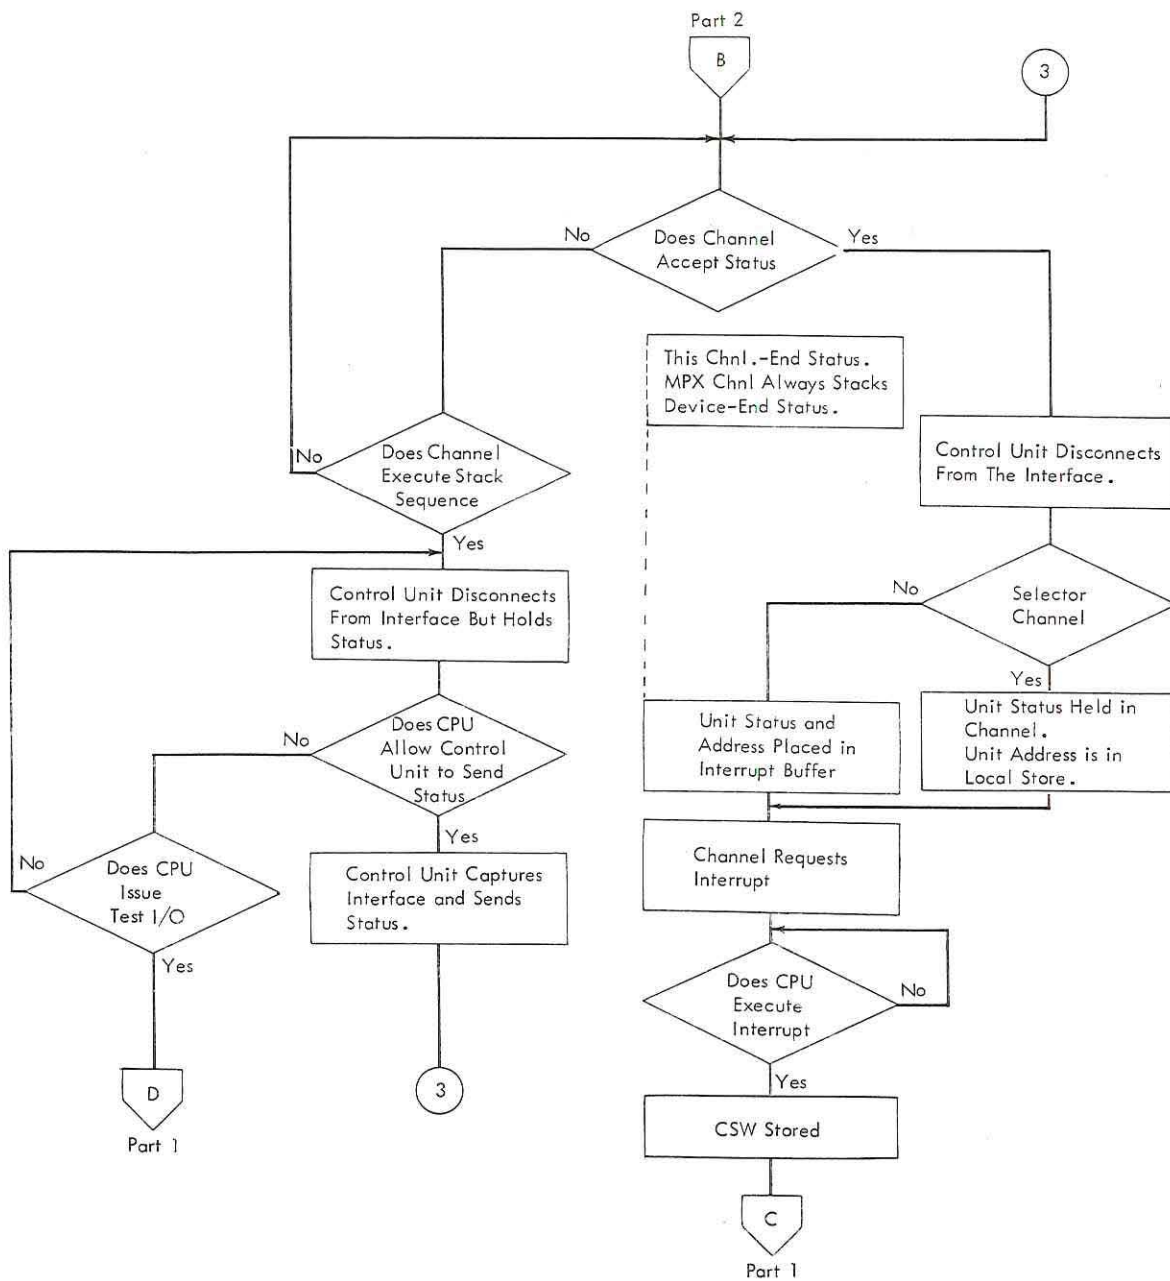 Part 2
B
3
Does Channel
Accept Status
No
Yes
This Chnl.-End Status.
MPX Chnl Always Stacks
Device-End Status.
Does Channel
Execute Stack
Sequence
No
Yes
Control Unit Disconnects
From The Interface.
Control Unit Disconnects
From Interface But Holds
Status.
Selector
Channel
No
Yes
Unit Status and
Address Placed in
Interrupt Buffer
Unit Status Held in
Channel.
Unit Address is in
Local Store.
Does CPU
Allow Control
Unit to Send
Status
No
Yes
Does CPU
Issue
Test I/O
No
Yes
Control Unit Captures
Interface and Sends
Status.
Channel Requests
Interrupt
Does CPU
Execute
Interrupt
No
Yes
D
Part 1
3
CSW Stored
C
Part 1